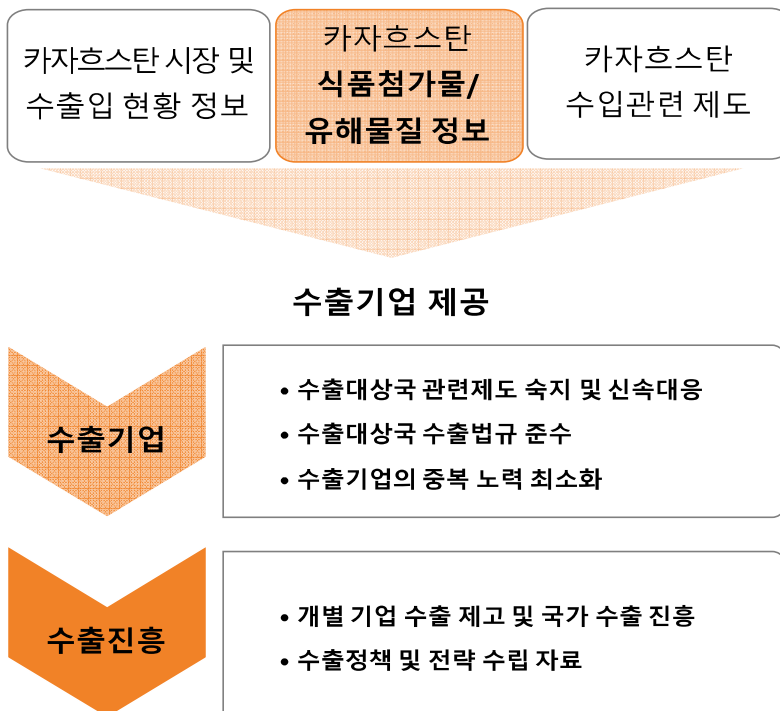 카자흐스탄 시장 및
수출입 현황 정보
카자흐스탄
식품첨가물/
유해물질 정보
카자흐스탄
수입관련 제도
수출기업 제공
수출기업
• 수출대상국 관련제도 숙지 및 신속대응
• 수출대상국 수출법규 준수
• 수출기업의 중복 노력 최소화
수출진흥
• 개별 기업 수출 제고 및 국가 수출 진흥
• 수출정책 및 전략 수립 자료